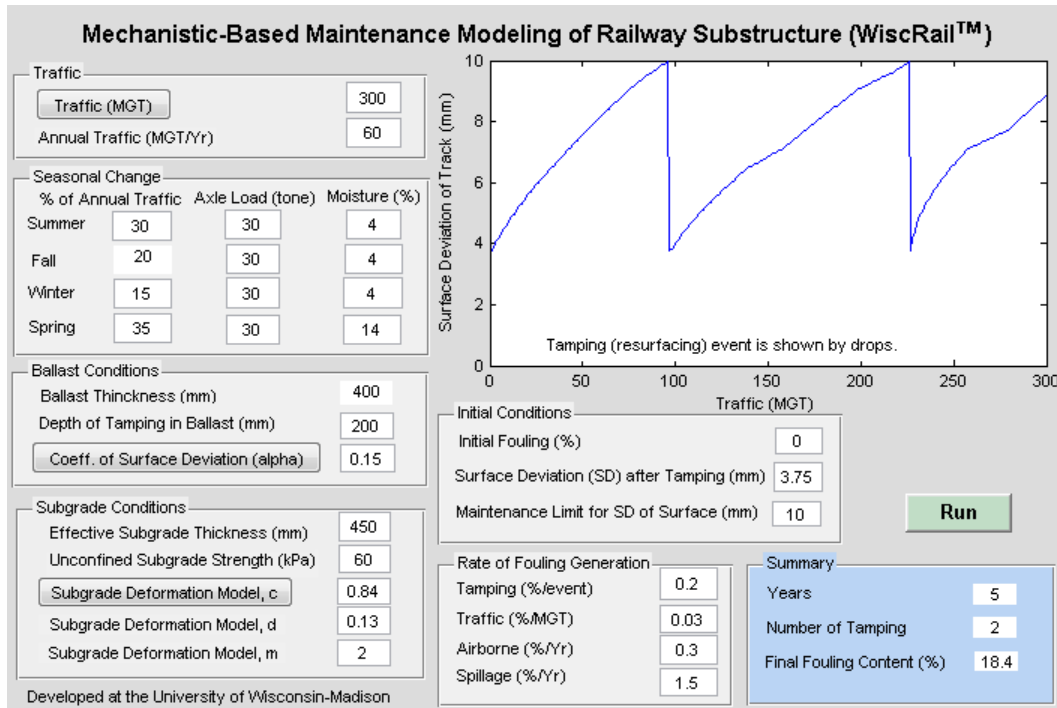 Mechanistic-Based Maintenance Modeling of Railway Substructure (WiscRail™)
Traffic
Traffic (MGT) 300
Annual Traffic (MGT/Yr) 60
Seasonal Change
% of Annual Traffic Axle Load (tone) Moisture (%)
Summer 30 30 4
Fall 20 30 4
Winter 15 30 4
Spring 35 30 14
Ballast Conditions
Ballast Thinckness (mm) 400
Depth of Tamping in Ballast (mm) 200
Coeff. of Surface Deviation (alpha) 0.15
Subgrade Conditions
Effective Subgrade Thickness (mm) 450
Unconfined Subgrade Strength (kPa) 60
Subgrade Deformation Model, c 0.84
Subgrade Deformation Model, d 0.13
Subgrade Deformation Model, m 2
Developed at the University of Wisconsin-Madison
Surface Deviation of Track (mm)
10
8
6
4
2
0
Tamping (resurfacing) event is shown by drops.
0 50 100 150 200 250 300
Traffic (MGT)
Initial Conditions
Initial Fouling (%) 0
Surface Deviation (SD) after Tamping (mm) 3.75
Maintenance Limit for SD of Surface (mm) 10
Run
Rate of Fouling Generation
Tamping (%/event) 0.2
Traffic (%/MGT) 0.03
Airborne (%/Yr) 0.3
Spillage (%/Yr) 1.5
Summary
Years 5
Number of Tamping 2
Final Fouling Content (%) 18.4